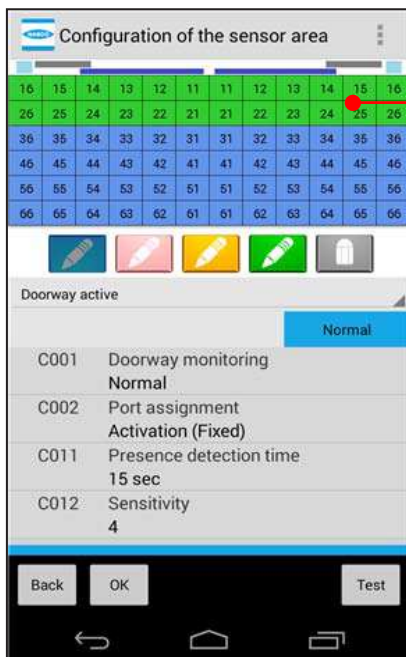 NABCO
Configuration of the sensor area
16 15 14 13 12 11 11 12 13 14 15 16
26 25 24 23 22 21 21 22 23 24 25 26
36 35 34 33 32 31 31 32 33 34 35 36
46 45 44 43 42 41 41 42 43 44 45 46
56 55 54 53 52 51 51 52 53 54 55 56
66 65 64 63 62 61 61 62 63 64 65 66
Doorway active
Normal
C001 Doorway monitoring
Normal
C002 Port assignment
Activation (Fixed)
C011 Presence detection time
15 sec
C012 Sensitivity
4
Back OK Test